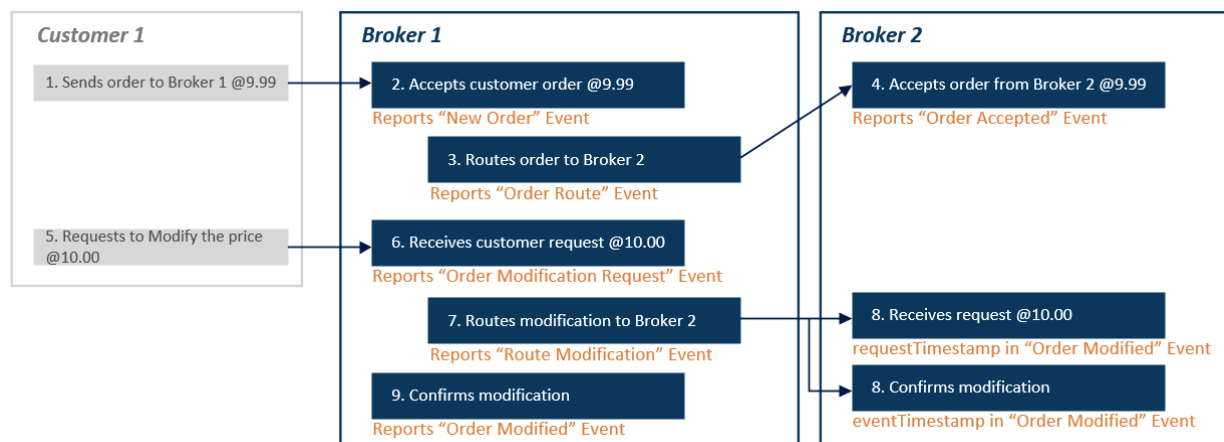 Customer 1
1. Sends order to Broker 1 @9.99
5. Requests to Modify the price
@10.00
Broker 1
2. Accepts customer order @9.99
Reports “New Order” Event
3. Routes order to Broker 2
Reports “Order Route” Event
6. Receives customer request @10.00
Reports “Order Modification Request” Event
7. Routes modification to Broker 2
Reports “Route Modification” Event
9. Confirms modification
Reports “Order Modified” Event
Broker 2
4. Accepts order from Broker 2 @9.99
Reports “Order Accepted” Event
8. Receives request @10.00
requestTimestamp in “Order Modified” Event
8. Confirms modification
eventTimestamp in “Order Modified” Event